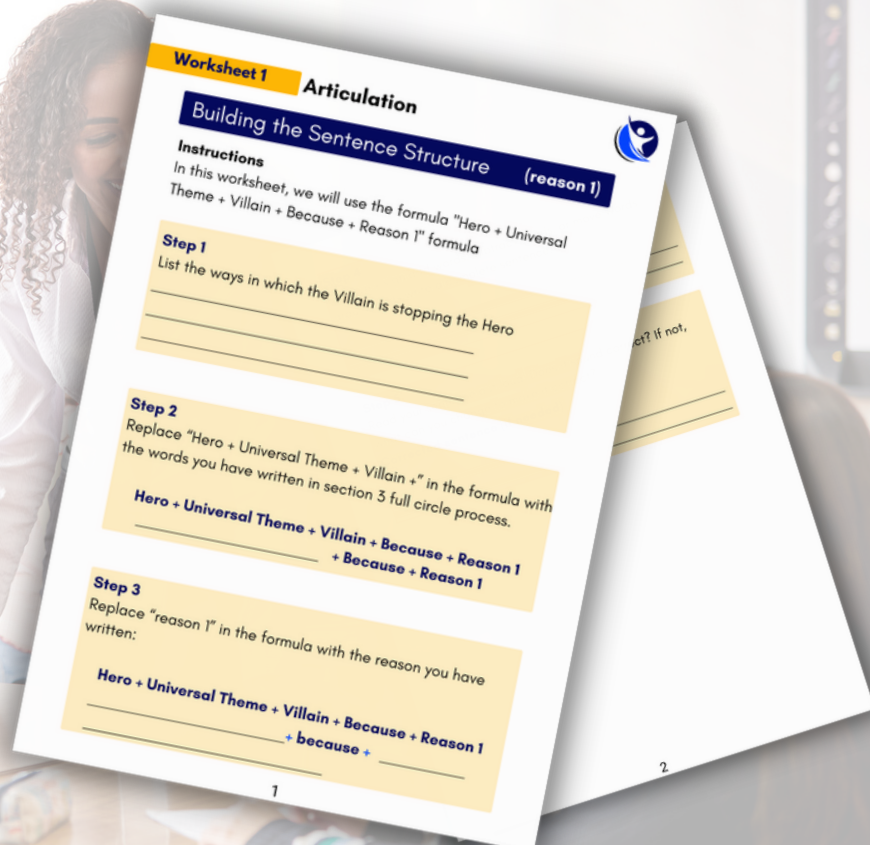 Worksheet 1
Articulation
Building the Sentence Structure (reason 1)
Instructions
In this worksheet, we will use the formula "Hero + Universal
Theme + Villain + Because + Reason 1" formula
Step 1
List the ways in which the Villain is stopping the Hero
Step 2
Replace “Hero + Universal Theme + Villain +” in the formula with
the words you have written in section 3 full circle process.
Hero + Universal Theme + Villain + Because + Reason 1
+ Because + Reason 1
Step 3
Replace “reason 1” in the formula with the reason you have
written:
Hero + Universal Theme + Villain + Because + Reason 1
+ because +
1
? If not,
2